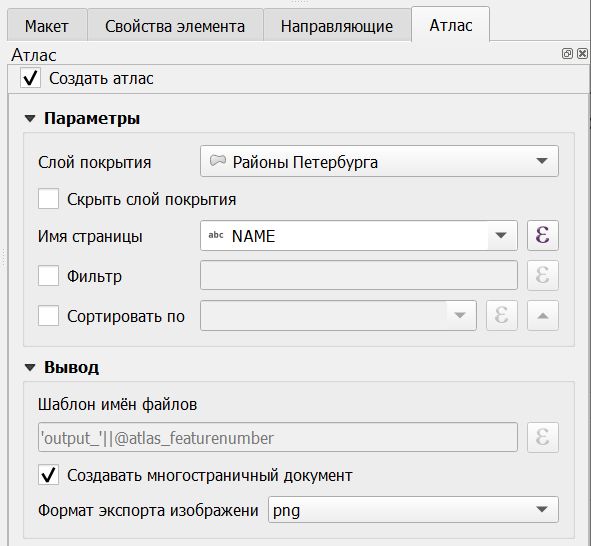 Макет Свойства элемента Направляющие Атлас
Атлас
Создать атлас
Параметры
Слой покрытия Районы Петербурга
Скрыть слой покрытия
Имя страницы abc NAME ε
Фильтр ε
Сортировать по ε
Вывод
Шаблон имён файлов
'output_'||@atlas_featurenumber ε
Создавать многостраничный документ
Формат экспорта изображени png